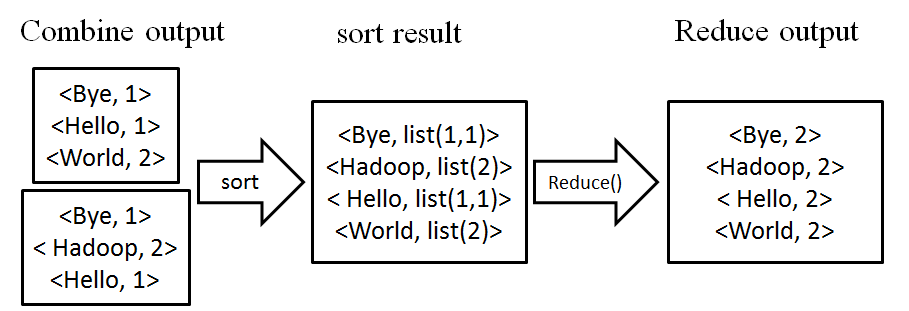 Combine output
sort result
Reduce output
<Bye, 1>
<Hello, 1>
<World, 2>
<Bye, 1>
< Hadoop, 2>
<Hello, 1>
sort
<Bye, list(1,1)>
<Hadoop, list(2)>
< Hello, list(1,1)>
<World, list(2)>
Reduce()
<Bye, 2>
<Hadoop, 2>
< Hello, 2>
<World, 2>